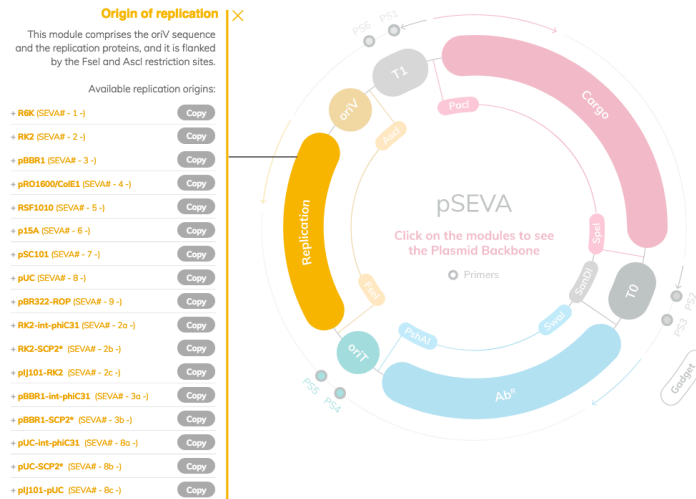 Origin of replication
This module comprises the oriV sequence
and the replication proteins, and it is flanked
by the FseI and AscI restriction sites.
Available replication origins:
+ R6K (SEVA# - 1 -) Copy
+ RK2 (SEVA# - 2 -) Copy
+ pBBR1 (SEVA# - 3 -) Copy
+ pRO1600/ColE1 (SEVA# - 4 -) Copy
+ RSF1010 (SEVA# - 5 -) Copy
+ p15A (SEVA# - 6 -) Copy
+ pSC101 (SEVA# - 7 -) Copy
+ pUC (SEVA# - 8 -) Copy
+ pBR322-ROP (SEVA# - 9 -) Copy
+ RK2-int-phiC31 (SEVA# - 2a -) Copy
+ RK2-SCP2* (SEVA# - 2b -) Copy
+ pIJ101-RK2 (SEVA# - 2c -) Copy
+ pBBR1-int-phiC31 (SEVA# - 3a -) Copy
+ pBBR1-SCP2* (SEVA# - 3b -) Copy
+ pUC-int-phiC31 (SEVA# - 8a -) Copy
+ pUC-SCP2* (SEVA# - 8b -) Copy
+ pIJ101-pUC (SEVA# - 8c -) Copy
PS6
PS1
T1
oriV
PacI
AscI
Cargo
Replication
pSEVA
Click on the modules to see
the Plasmid Backbone
Primers
SpeI
SanDI
T0
PS2
PS3
FseI
SwaI
PshAI
oriT
Abᴿ
PS5
PS4
Gadget